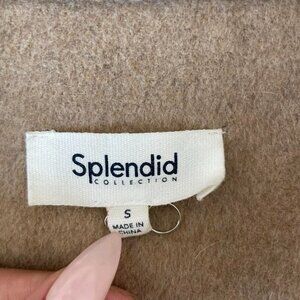 Splendid
COLLECTION
S
MADE IN
CHINA